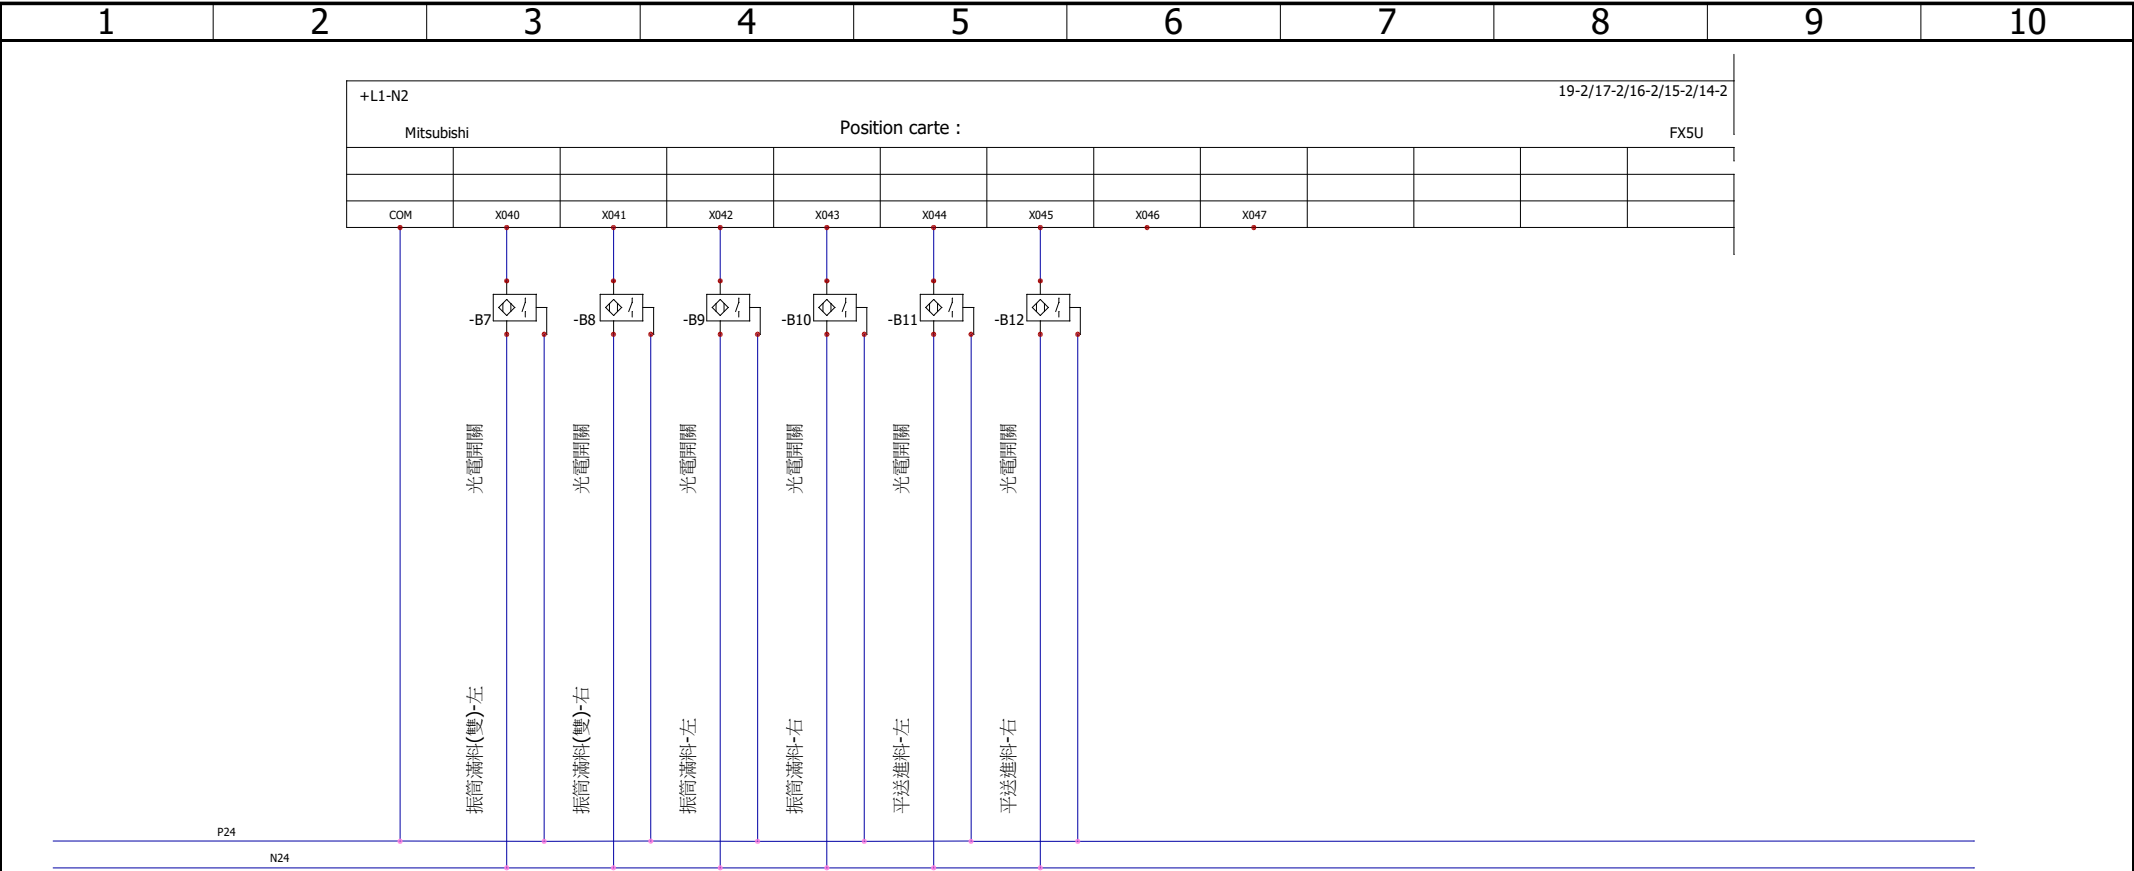 1 2 3 4 5 6 7 8 9 10
+L1-N2 19-2/17-2/16-2/15-2/14-2
Mitsubishi Position carte : FX5U
COM X040 X041 X042 X043 X044 X045 X046 X047
-B7 -B8 -B9 -B10 -B11 -B12
光電開關 光電開關 光電開關 光電開關 光電開關 光電開關
振筒滿料(雙)-左
振筒滿料(雙)-右
振筒滿料-左
振筒滿料-右
平送進料-左
平送進料-右
P24
N24